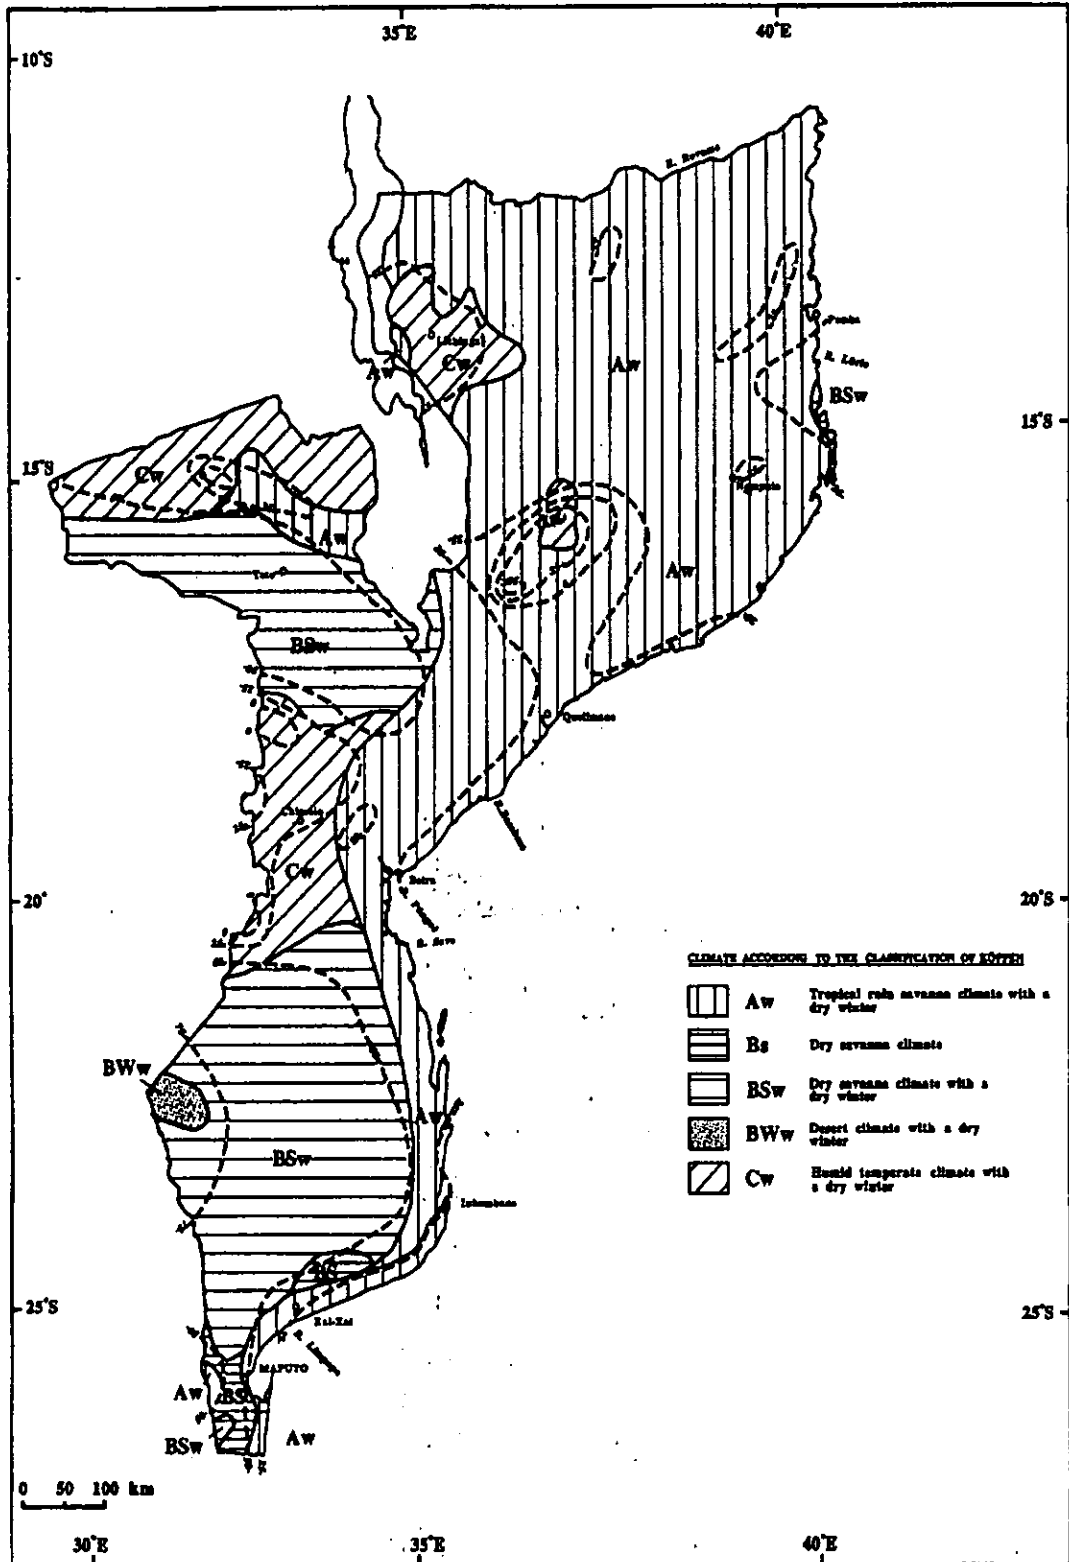 35°E
40°E
10°S
R. Rovuma
Aw
Cw
Aw
Pemba
R. Lúrio
BSw
15°S
15°S
Cw
Nampula
Aw
Aw
Tete
BSw
Quelimane
Chimoio
Cw
Beira
20°
20°S
R. Save
CLIMATE ACCORDING TO THE CLASSIFICATION OF KÖPPEN
Aw Tropical rain savanna climate with a
dry winter
Bs Dry savanna climate
BSw Dry savanna climate with a
dry winter
BWw Desert climate with a dry
winter
Cw Humid temperate climate with
a dry winter
BWw
Aw
BSw
Inhambane
BS
25°S
25°S
Xai-Xai
R. Limpopo
MAPUTO
Aw
BS
BSw
Aw
0 50 100 km
30°E
35°E
40°E